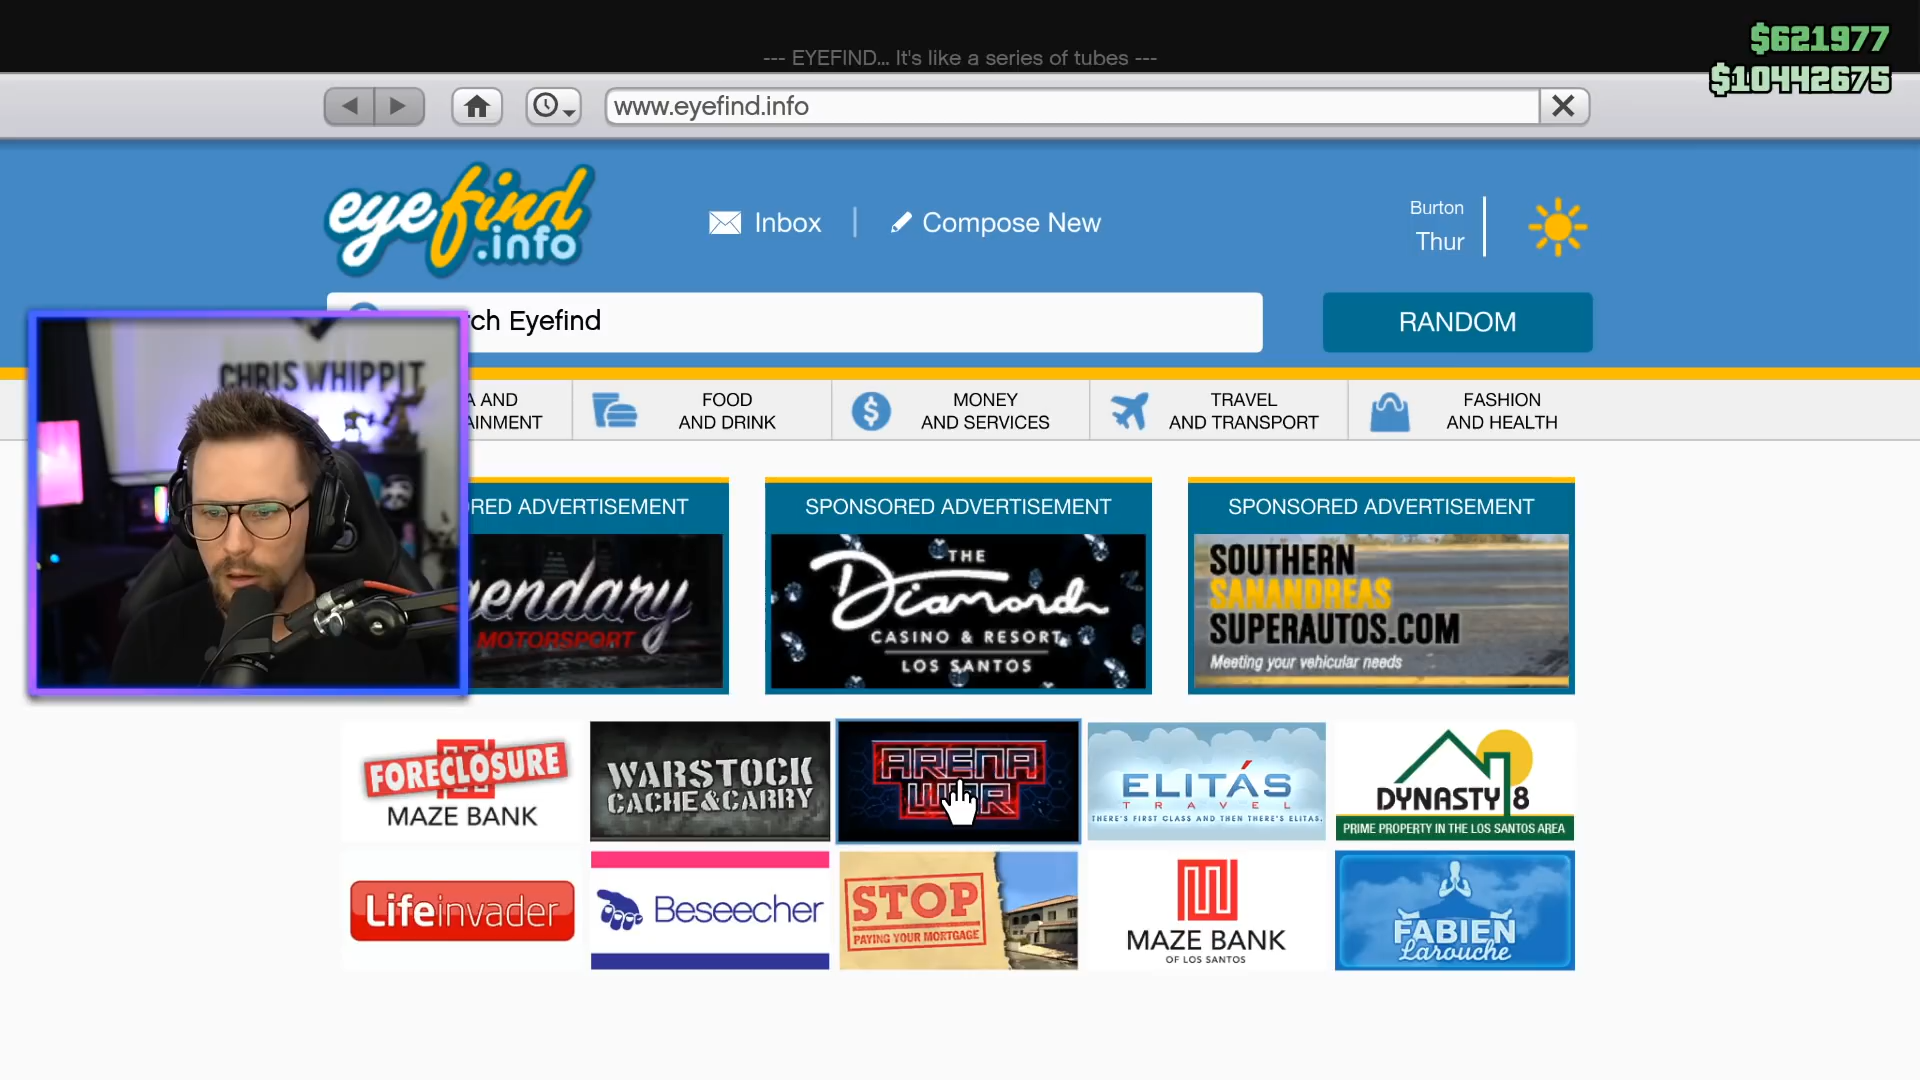 $621977
--- EYEFIND... It's like a series of tubes ---
$10442675
www.eyefind.info
eyefind
.info
Inbox
Compose New
Burton
Thur
rch Eyefind
RANDOM
CHRIS WHIPPIT
A AND
AINMENT
FOOD
AND DRINK
MONEY
AND SERVICES
TRAVEL
AND TRANSPORT
FASHION
AND HEALTH
RED ADVERTISEMENT
SPONSORED ADVERTISEMENT
SPONSORED ADVERTISEMENT
gendary
MOTORSPORT
THE
Diamond
CASINO & RESORT
LOS SANTOS
SOUTHERN
SANANDREAS
SUPERAUTOS.COM
Meeting your vehicular needs
FORECLOSURE
MAZE BANK
WARSTOCK
CACHE&CARRY
ARENA
WAR
ELITÁS
TRAVEL
THERE'S FIRST CLASS AND THEN THERE'S ELITAS.
DYNASTY 8
PRIME PROPERTY IN THE LOS SANTOS AREA
Lifeinvader
Beseecher
STOP
PAYING YOUR MORTGAGE
MAZE BANK
OF LOS SANTOS
FABIEN
Larouche